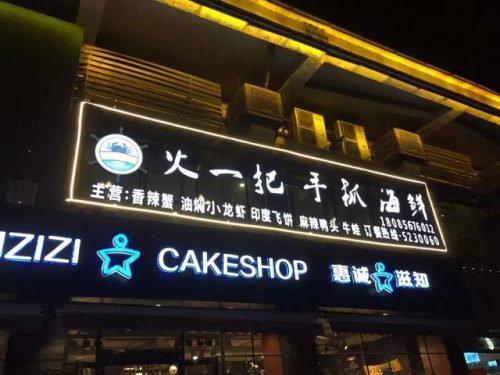 火一把 手抓 海鲜
18085676012
主营:香辣蟹 油焖小龙虾 印度飞饼 麻辣鸭头 牛蛙 订餐热线:5230060
IZIZI CAKESHOP 惠诚 滋知